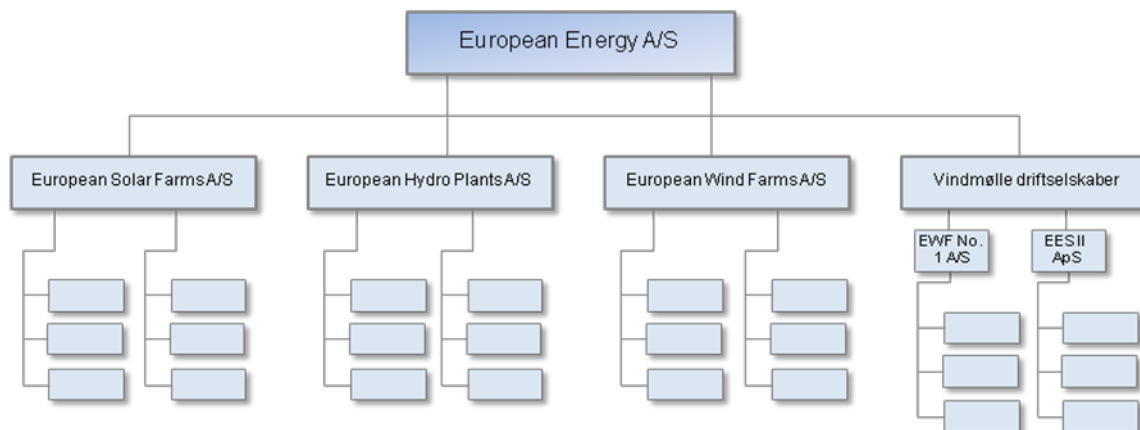 European Energy A/S
European Solar Farms A/S
European Hydro Plants A/S
European Wind Farms A/S
Vindmølle driftselskaber
EWF No.
1 A/S
EES II
ApS